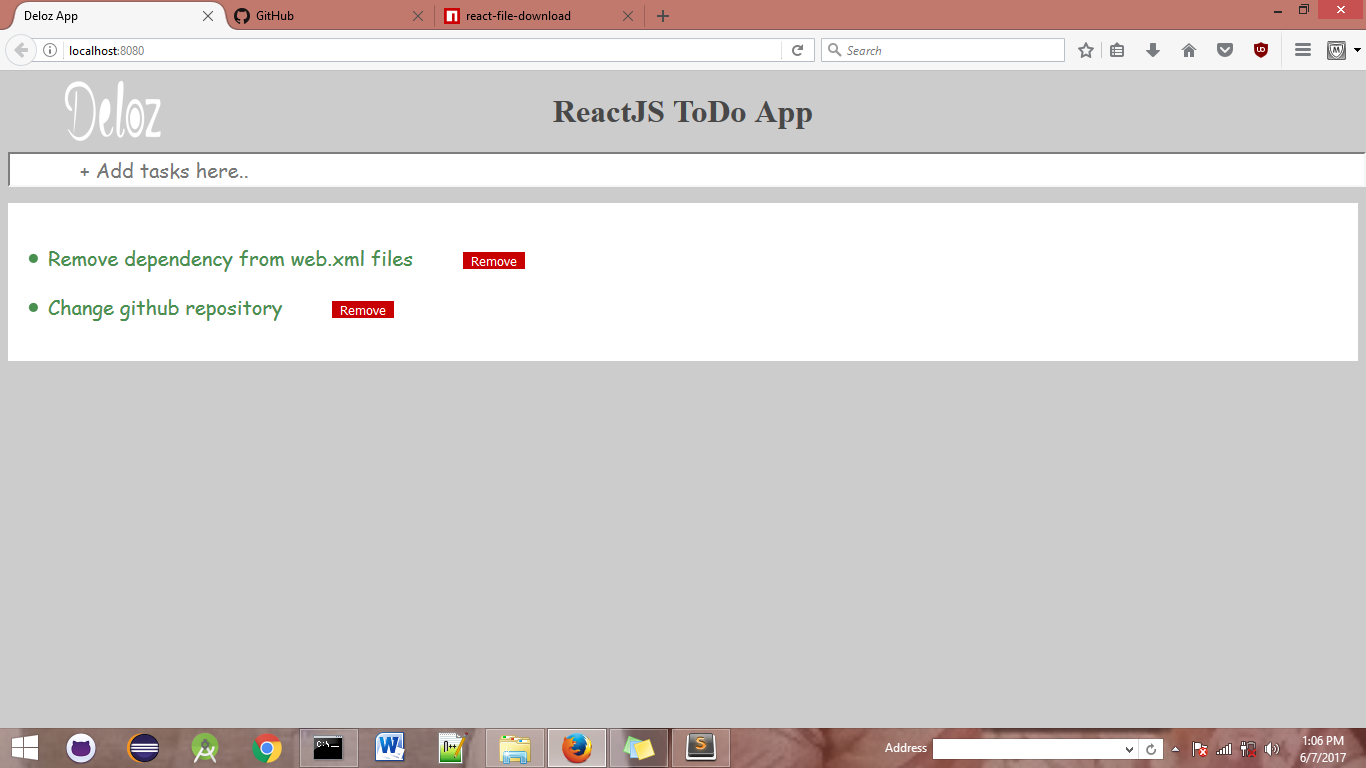 Deloz App
GitHub
react-file-download
localhost:8080
Search
Deloz
ReactJS ToDo App
+ Add tasks here..
Remove dependency from web.xml files
Remove
Change github repository
Remove
Address
1:06 PM
6/7/2017